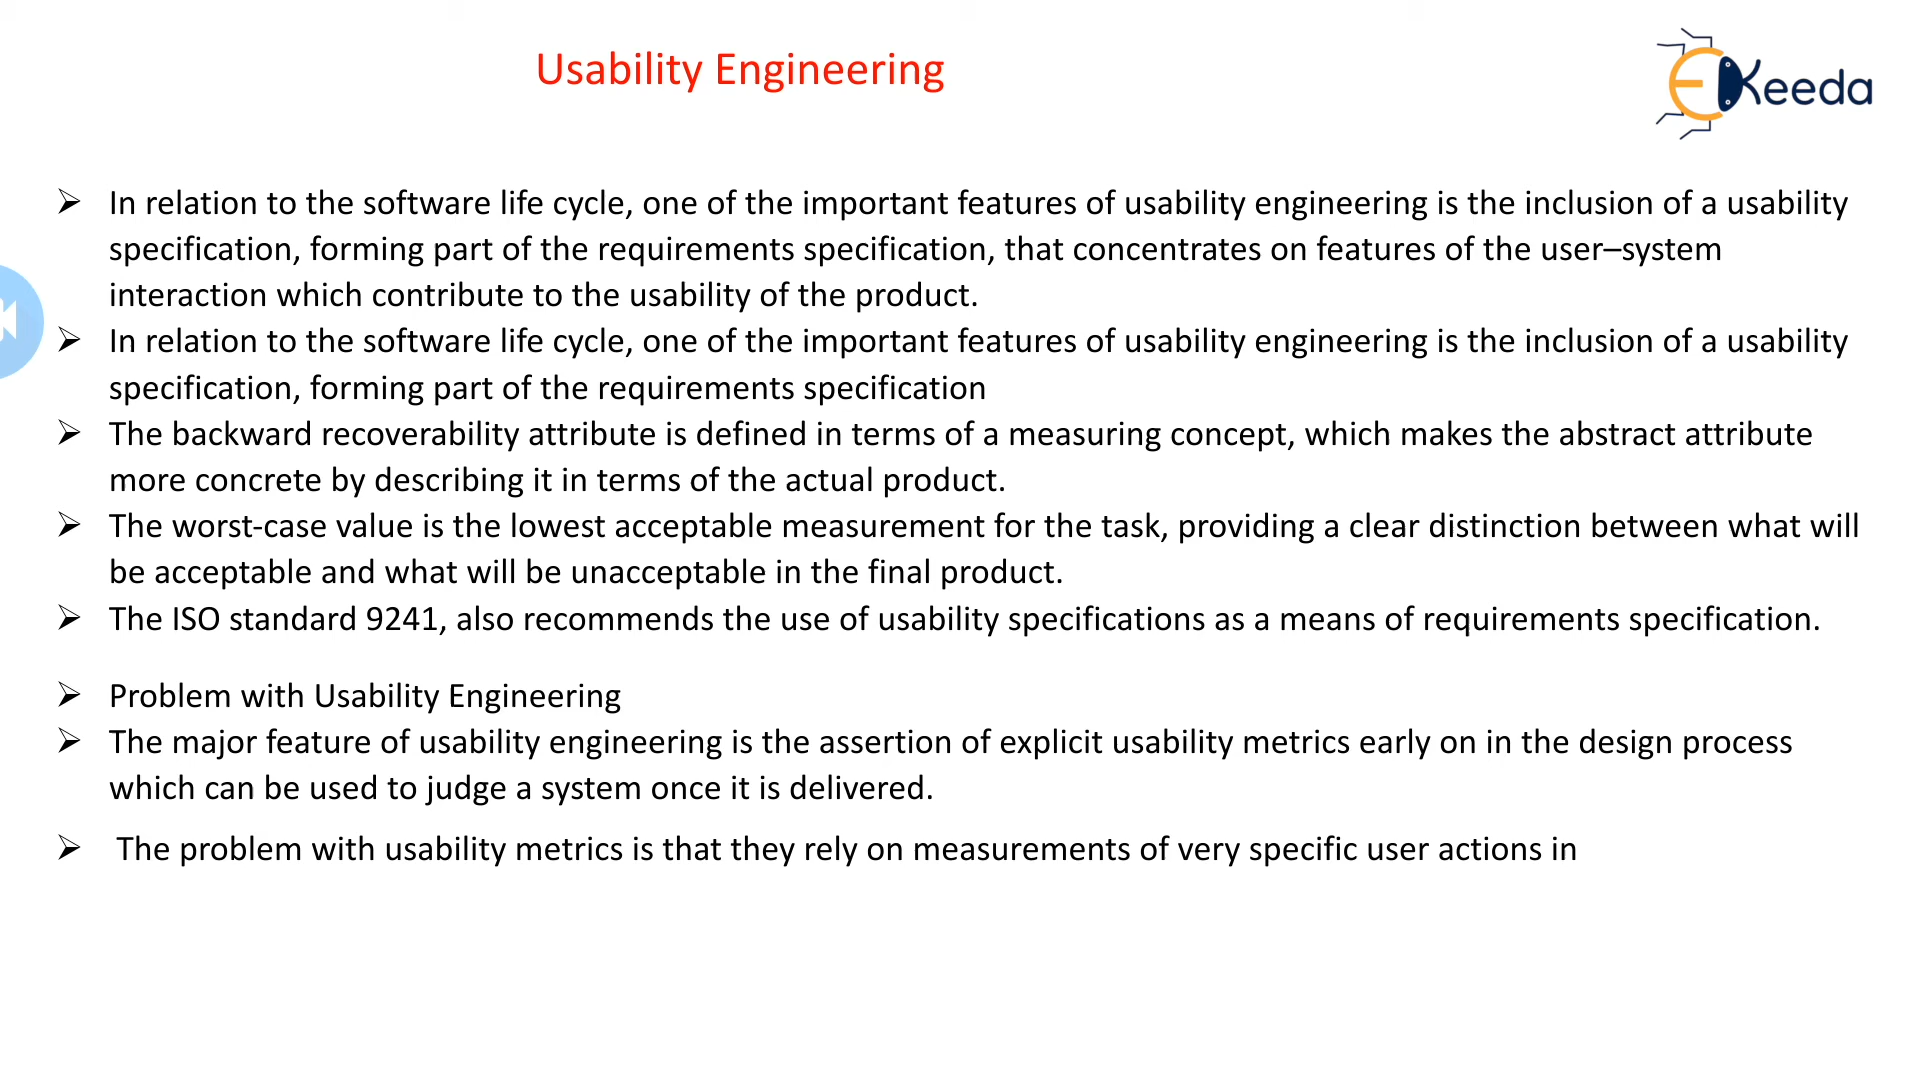 Usability Engineering
EKeeda
➢ In relation to the software life cycle, one of the important features of usability engineering is the inclusion of a usability
specification, forming part of the requirements specification, that concentrates on features of the user–system
interaction which contribute to the usability of the product.
➢ In relation to the software life cycle, one of the important features of usability engineering is the inclusion of a usability
specification, forming part of the requirements specification
➢ The backward recoverability attribute is defined in terms of a measuring concept, which makes the abstract attribute
more concrete by describing it in terms of the actual product.
➢ The worst-case value is the lowest acceptable measurement for the task, providing a clear distinction between what will
be acceptable and what will be unacceptable in the final product.
➢ The ISO standard 9241, also recommends the use of usability specifications as a means of requirements specification.
➢ Problem with Usability Engineering
➢ The major feature of usability engineering is the assertion of explicit usability metrics early on in the design process
which can be used to judge a system once it is delivered.
➢ The problem with usability metrics is that they rely on measurements of very specific user actions in